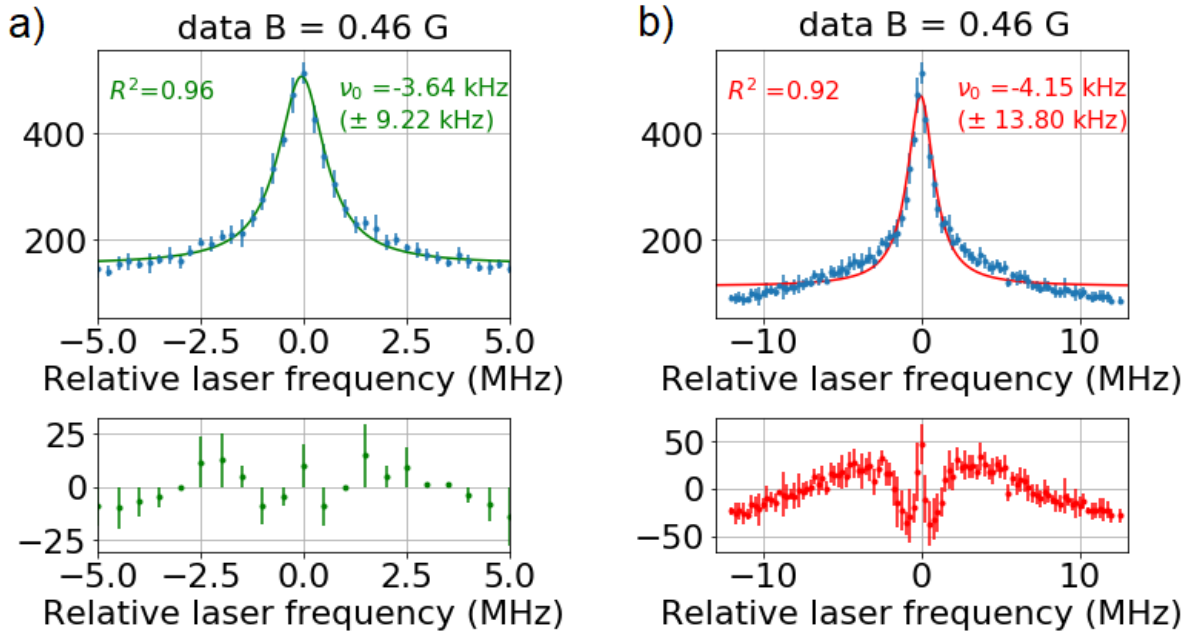 a)
data B = 0.46 G
R²=0.96
ν₀ =-3.64 kHz
(± 9.22 kHz)
400
200
−5.0 −2.5 0.0 2.5 5.0
Relative laser frequency (MHz)
25
0
−25
−5.0 −2.5 0.0 2.5 5.0
Relative laser frequency (MHz)
b)
data B = 0.46 G
R² =0.92
ν₀ =-4.15 kHz
(± 13.80 kHz)
400
200
−10 0 10
Relative laser frequency (MHz)
50
0
−50
−10 0 10
Relative laser frequency (MHz)